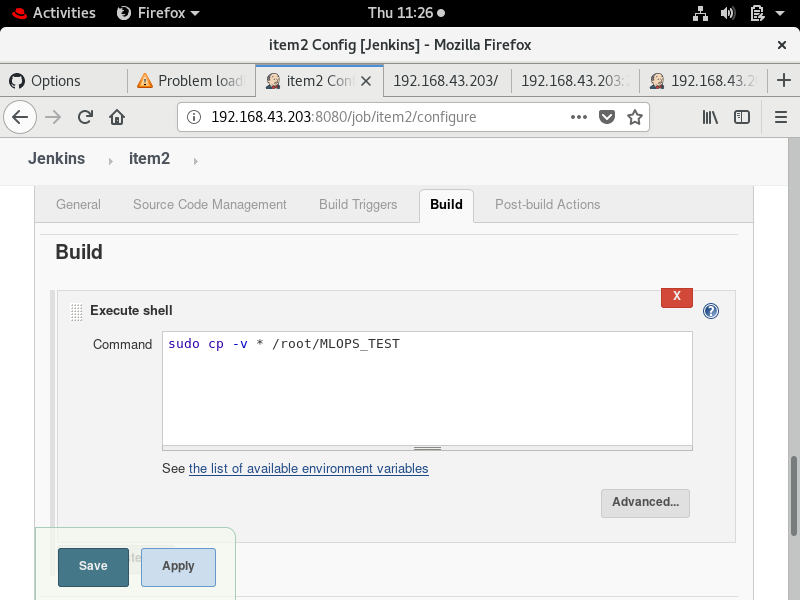 Activities Firefox Thu 11:26
item2 Config [Jenkins] - Mozilla Firefox
Options Problem load item2 Con 192.168.43.203/ 192.168.43.203: 192.168.43.2
192.168.43.203:8080/job/item2/configure
Jenkins item2
General Source Code Management Build Triggers Build Post-build Actions
Build
X
Execute shell
?
Command sudo cp -v * /root/MLOPS_TEST
See the list of available environment variables
Advanced...
Save Apply